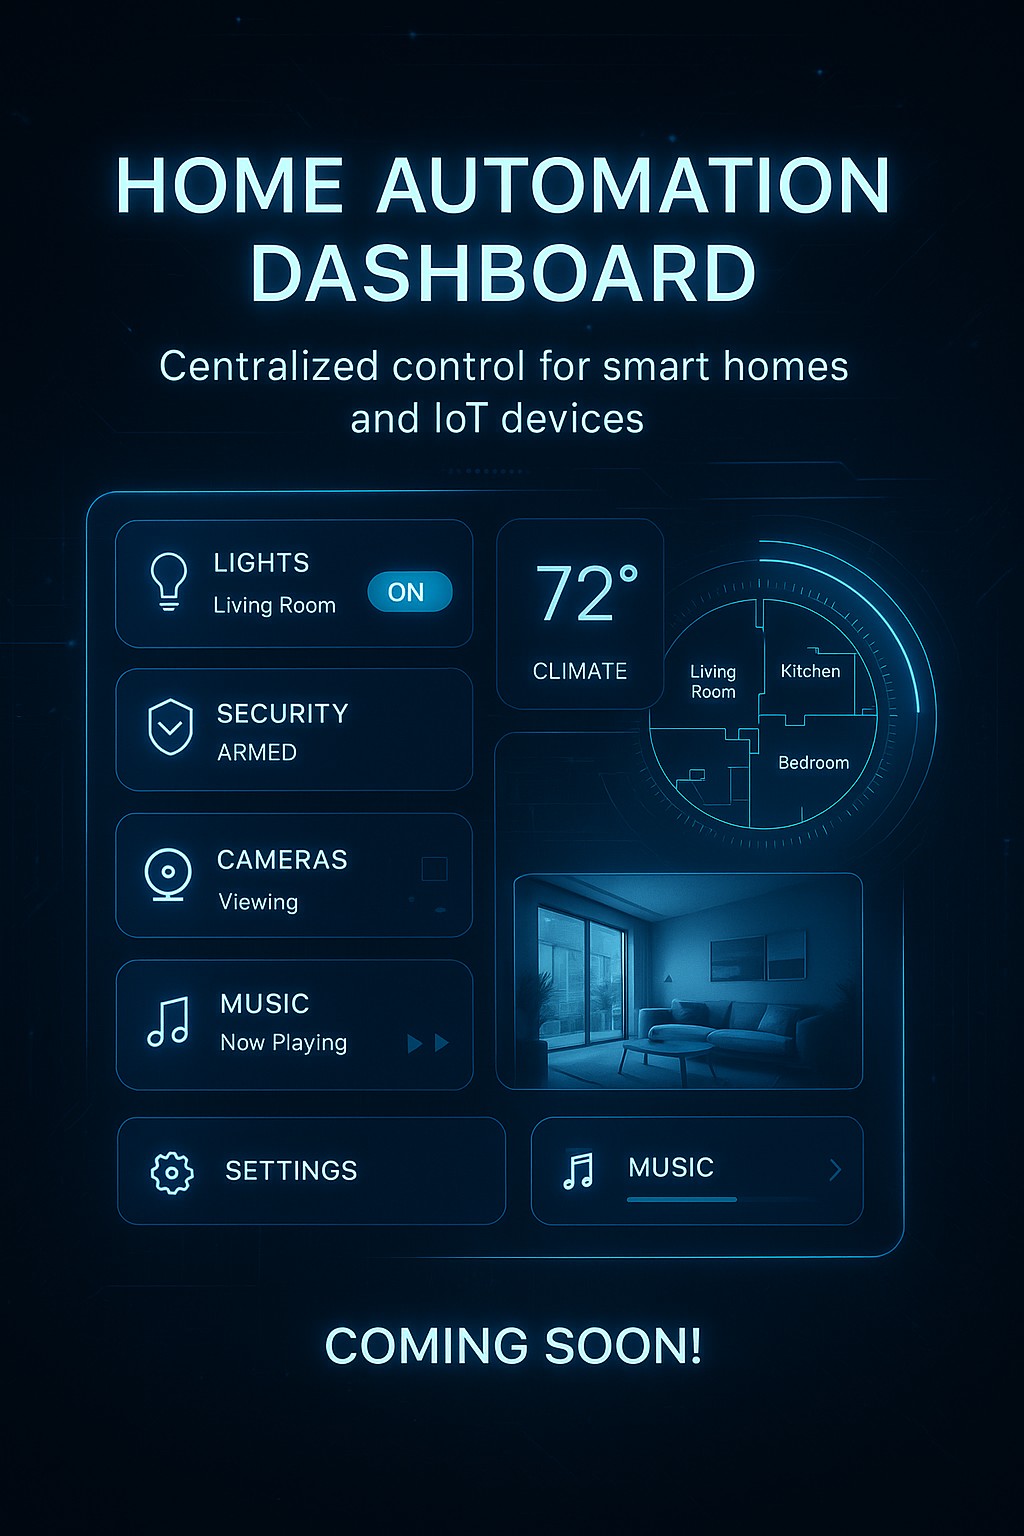 HOME AUTOMATION
DASHBOARD
Centralized control for smart homes
and IoT devices
LIGHTS
Living Room
ON
72°
CLIMATE
Living
Room
Kitchen
Bedroom
SECURITY
ARMED
CAMERAS
Viewing
MUSIC
Now Playing
SETTINGS
MUSIC
COMING SOON!